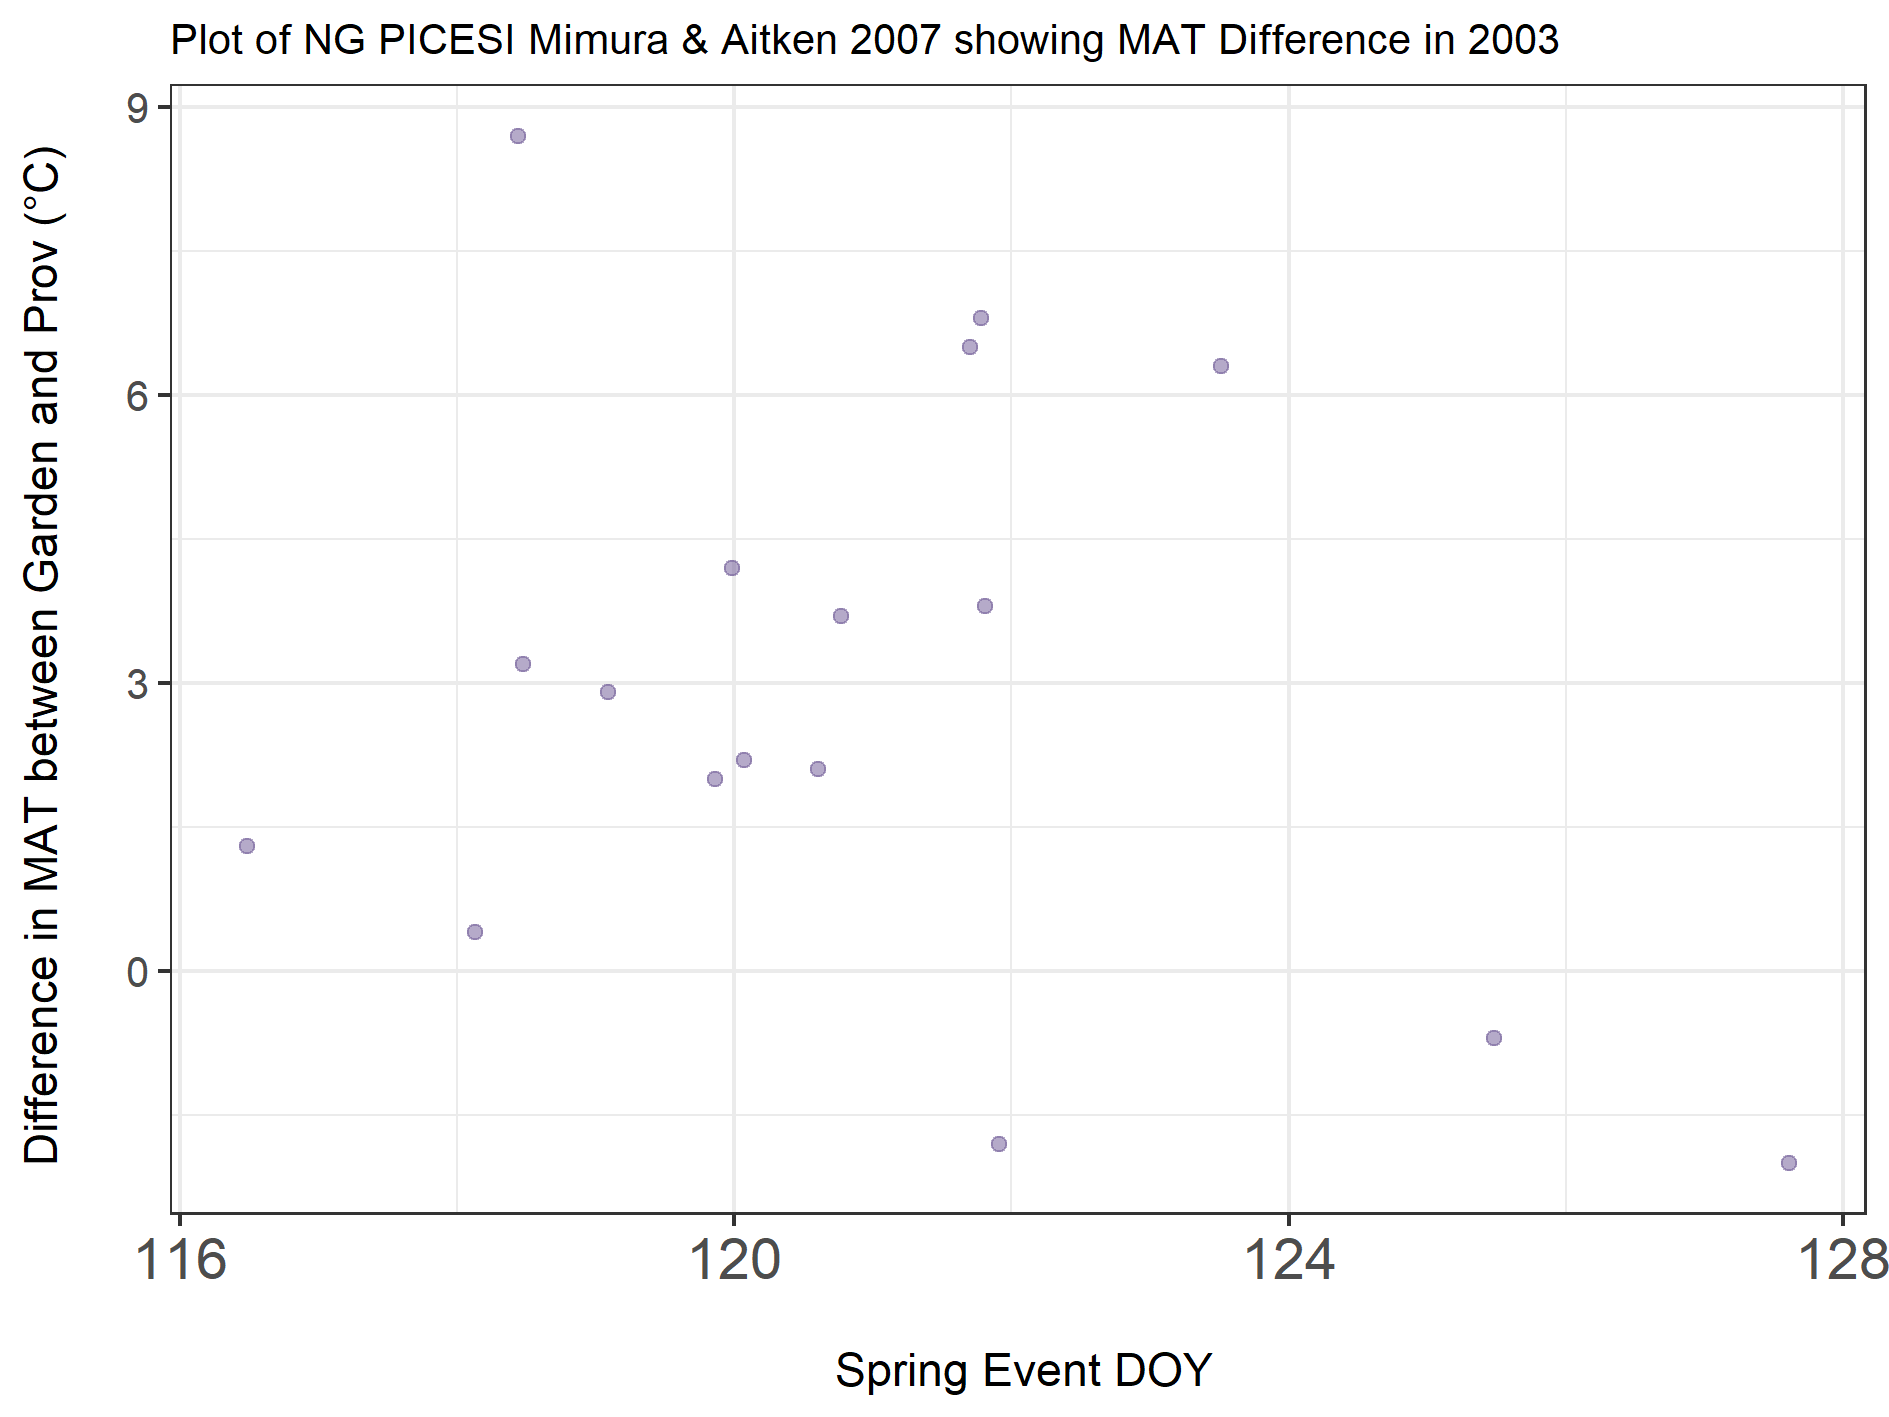 Plot of NG PICESI Mimura & Aitken 2007 showing MAT Difference in 2003
Difference in MAT between Garden and Prov (°C)
9
6
3
0
116 120 124 128
Spring Event DOY